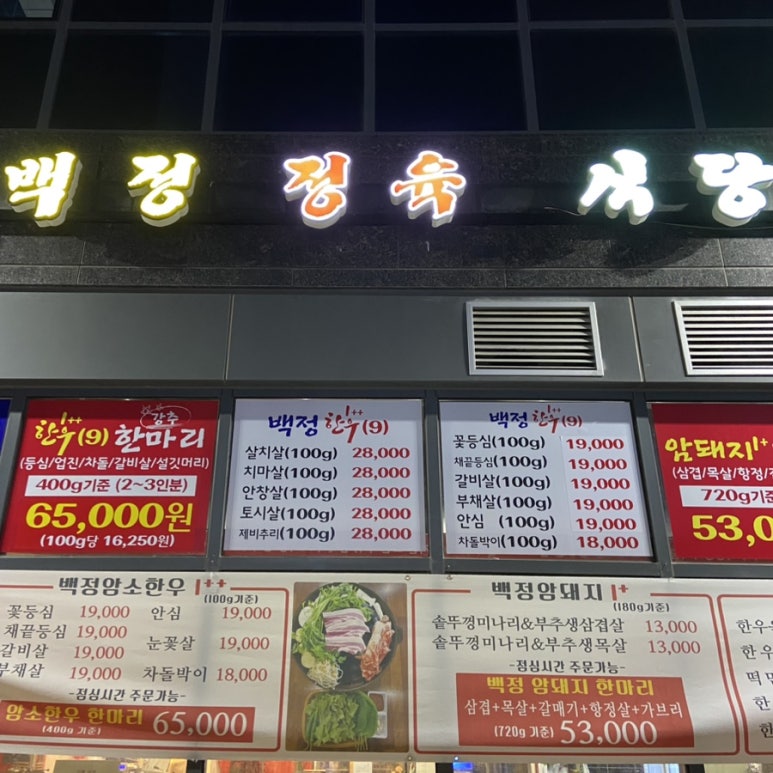 백정 정육 식당
한우 1++ (9) 강추 한마리
(등심/업진/차돌/갈비살/설깃머리)
400g기준 (2~3인분)
65,000원
(100g당 16,250원)
백정 한우 1++ (9)
살치살(100g) 28,000
치마살(100g) 28,000
안창살(100g) 28,000
토시살(100g) 28,000
제비추리(100g) 28,000
백정 한우 1++ (9)
꽃등심(100g) 19,000
채끝등심(100g) 19,000
갈비살(100g) 19,000
부채살(100g) 19,000
안심 (100g) 19,000
차돌박이(100g) 18,000
암돼지 1+
(삼겹/목살/항정/
720g기준
53,0
백정암소한우 1++
(100g기준)
꽃등심 19,000 안심 19,000
채끝등심 19,000
갈비살 19,000 눈꽃살 19,000
부채살 19,000 차돌박이 18,000
-점심시간 주문가능-
암소한우 한마리 65,000
(400g 기준)
백정암돼지 1+
(180g기준)
솥뚜껑미나리&부추생삼겹살 13,000
솥뚜껑미나리&부추생목살 13,000
-점심시간 주문가능-
백정 암돼지 한마리
삼겹+목살+갈매기+항정살+가브리
(720g 기준) 53,000
한우
한우
떡
한
한